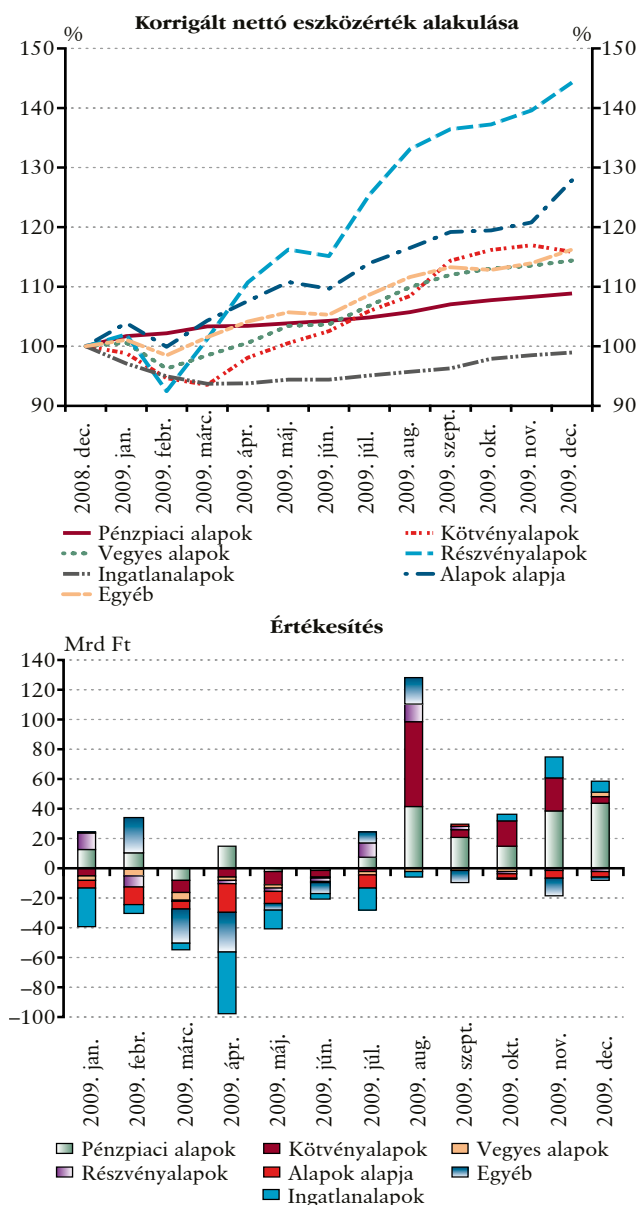 Korrigált nettó eszközérték alakulása
% %
150 150
140 140
130 130
120 120
110 110
100 100
90 90
2008. dec.
2009. jan.
2009. febr.
2009. márc.
2009. ápr.
2009. máj.
2009. jún.
2009. júl.
2009. aug.
2009. szept.
2009. okt.
2009. nov.
2009. dec.
Pénzpiaci alapok Kötvényalapok
Vegyes alapok Részvényalapok
Ingatlanalapok Alapok alapja
Egyéb
Értékesítés
Mrd Ft
140
120
100
80
60
40
20
0
−20
−40
−60
−80
−100
2009. jan.
2009. febr.
2009. márc.
2009. ápr.
2009. máj.
2009. jún.
2009. júl.
2009. aug.
2009. szept.
2009. okt.
2009. nov.
2009. dec.
Pénzpiaci alapok Kötvényalapok Vegyes alapok
Részvényalapok Alapok alapja Egyéb
Ingatlanalapok